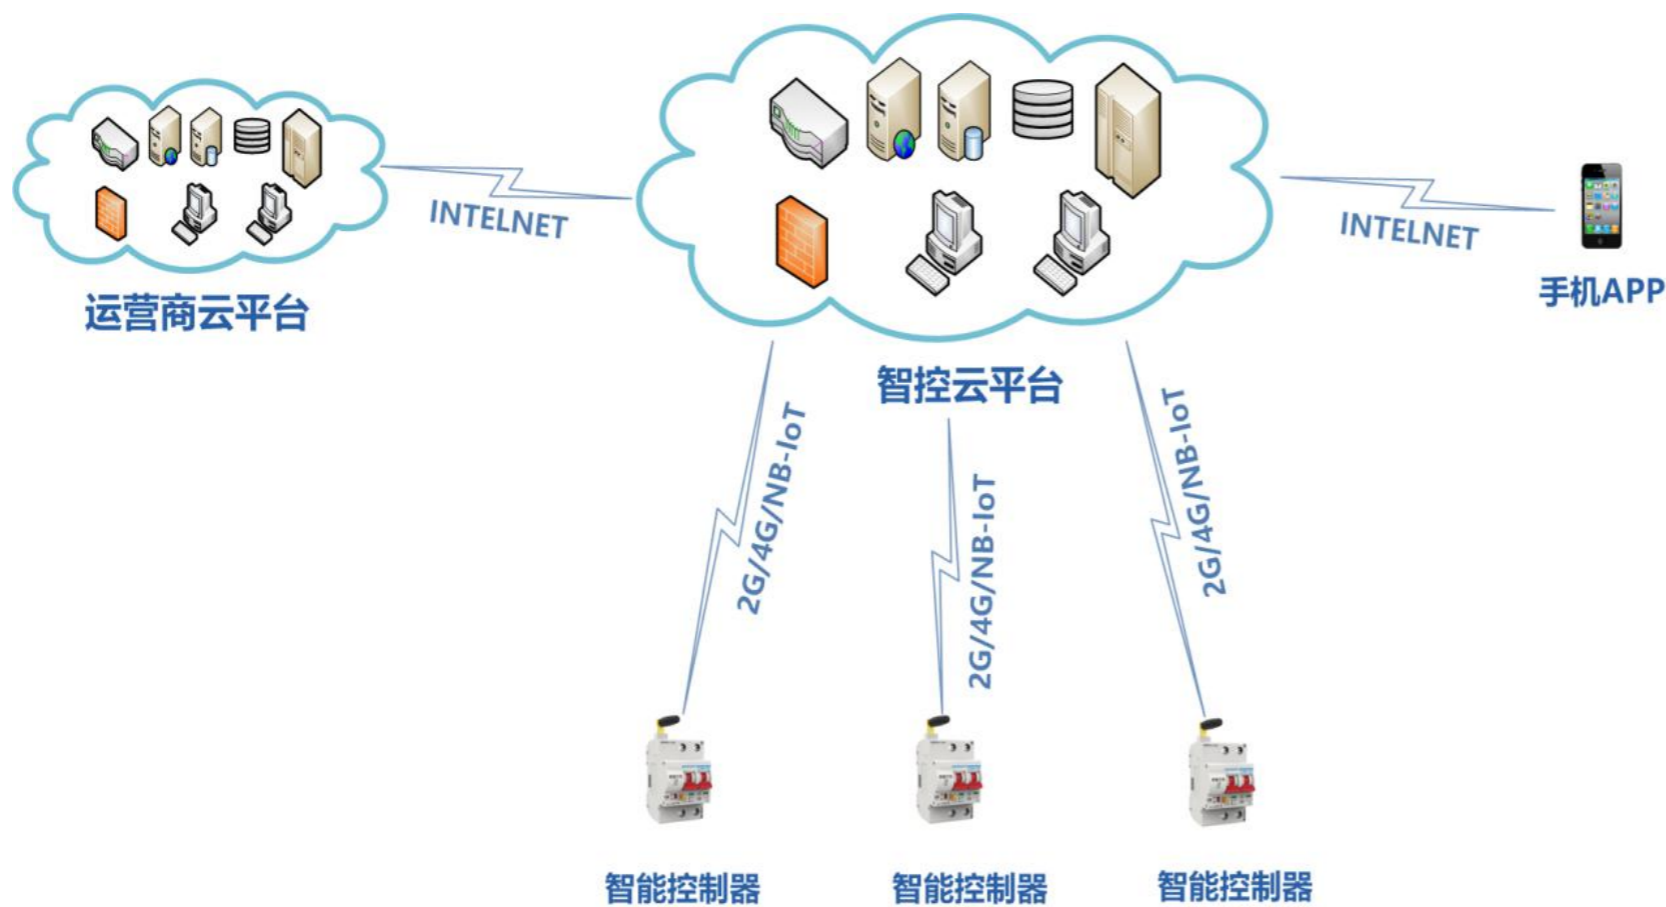 INTELNET
INTELNET
运营商云平台
手机APP
智控云平台
2G/4G/NB-IoT
2G/4G/NB-IoT
2G/4G/NB-IoT
智能控制器
智能控制器
智能控制器